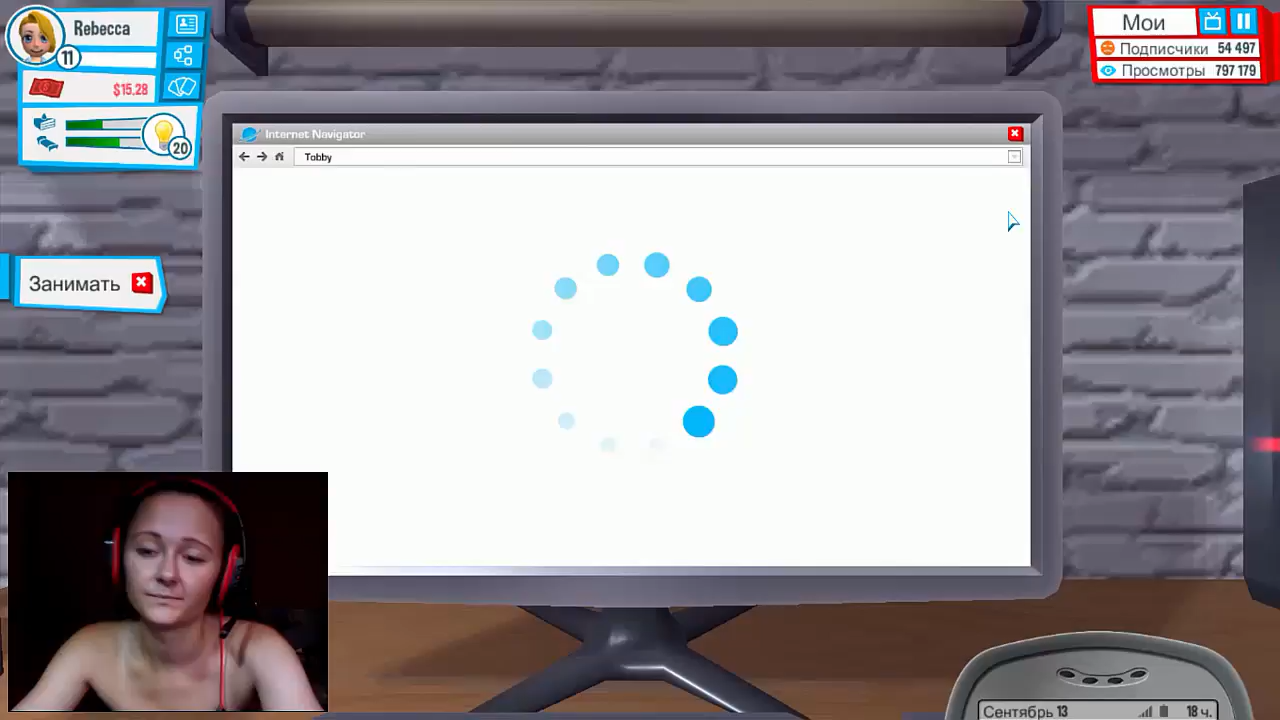 Rebecca
11
$15.28
20
Мои
Подписчики 54 497
Просмотры 797 179
Internet Navigator
Tobby
Занимать
Сентябрь 13 18 ч.